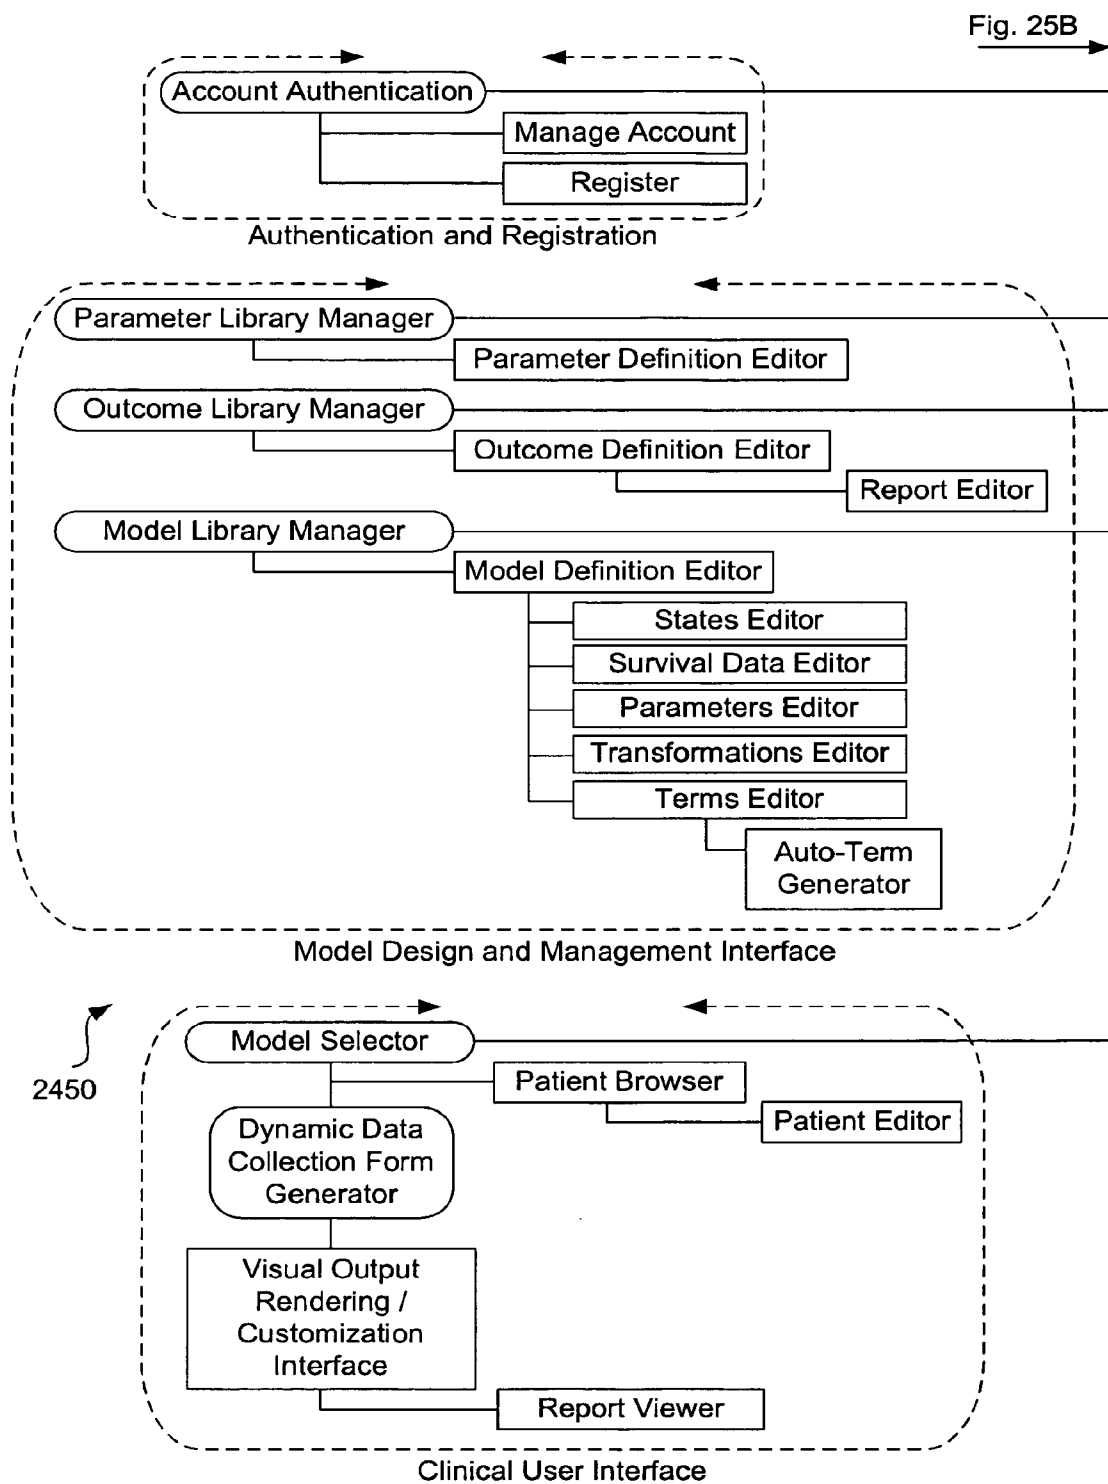 Fig. 25B
Account Authentication
Manage Account
Register
Authentication and Registration
Parameter Library Manager
Parameter Definition Editor
Outcome Library Manager
Outcome Definition Editor
Report Editor
Model Library Manager
Model Definition Editor
States Editor
Survival Data Editor
Parameters Editor
Transformations Editor
Terms Editor
Auto-Term
Generator
Model Design and Management Interface
2450
Model Selector
Patient Browser
Patient Editor
Dynamic Data
Collection Form
Generator
Visual Output
Rendering /
Customization
Interface
Report Viewer
Clinical User Interface